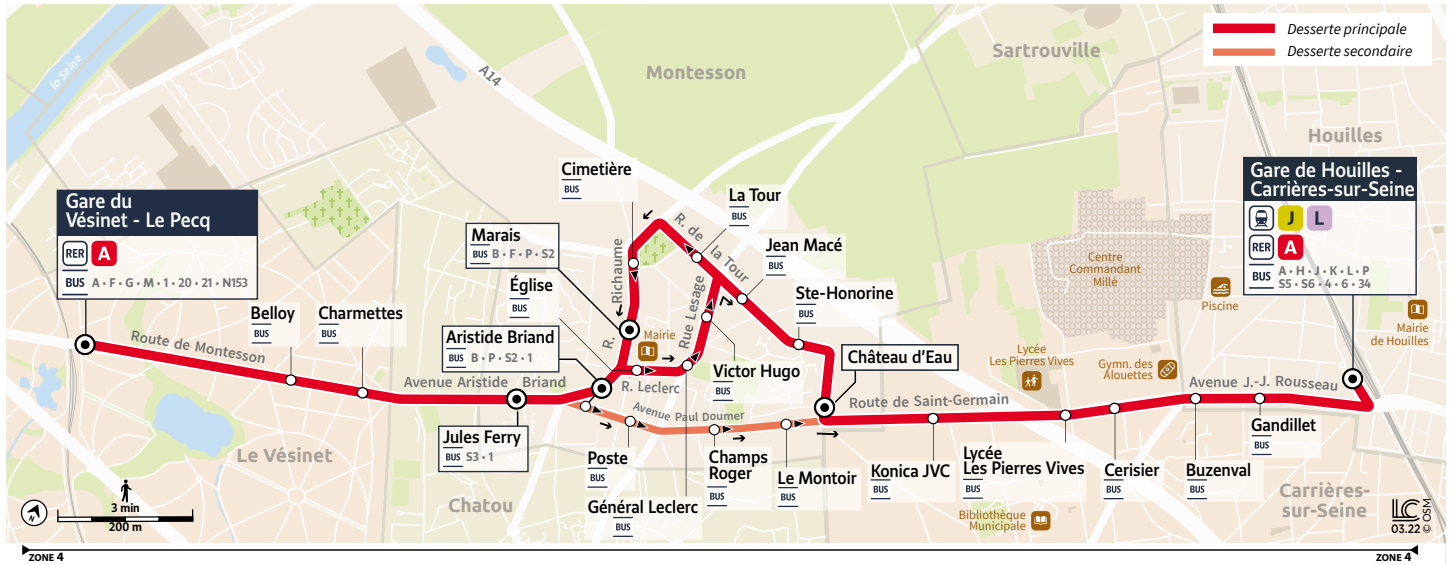 Desserte principale
Desserte secondaire
la Seine
A14
Montesson
Sartrouville
Houilles
Gare du
Vésinet - Le Pecq
RER A
BUS A • F • G • M • 1 • 20 • 21 • N153
Gare de Houilles -
Carrières-sur-Seine
J L
RER A
BUS A • H • J • K • L • P
S5 • S6 • 4 • 6 • 34
Cimetière
BUS
La Tour
BUS
Marais
BUS B • F • P • S2
Jean Macé
BUS
Église
BUS
Ste-Honorine
BUS
Aristide Briand
BUS B • P • S2 • 1
Belloy
BUS
Charmettes
BUS
Route de Montesson
Avenue Aristide Briand
R. Richaume
R. de la Tour
Rue Lesage
Mairie
R. Leclerc
Victor Hugo
BUS
Château d'Eau
Centre
Commandant
Millé
Piscine
Mairie
de Houilles
Lycée
Les Pierres Vives
Gymn. des
Alouettes
Avenue J.-J. Rousseau
Route de Saint-Germain
Avenue Paul Doumer
Jules Ferry
BUS S3 • 1
Le Vésinet
Chatou
Poste
BUS
Général Leclerc
BUS
Champs
Roger
BUS
Le Montoir
BUS
Konica JVC
BUS
Lycée
Les Pierres Vives
BUS
Cerisier
BUS
Buzenval
BUS
Gandillet
BUS
Bibliothèque
Municipale
Carrières-
sur-Seine
3 min
200 m
LC
03.22 © OSM
ZONE 4
ZONE 4